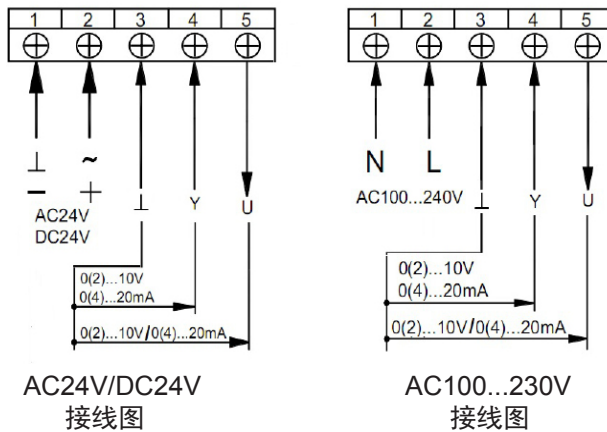 1 2 3 4 5
⊥ ~
− +
AC24V
DC24V
⊥ Y U
0(2)...10V
0(4)...20mA
0(2)...10V/0(4)...20mA
AC24V/DC24V
接线图
1 2 3 4 5
N L
AC100...240V
⊥ Y U
0(2)...10V
0(4)...20mA
0(2)...10V/0(4)...20mA
AC100...230V
接线图